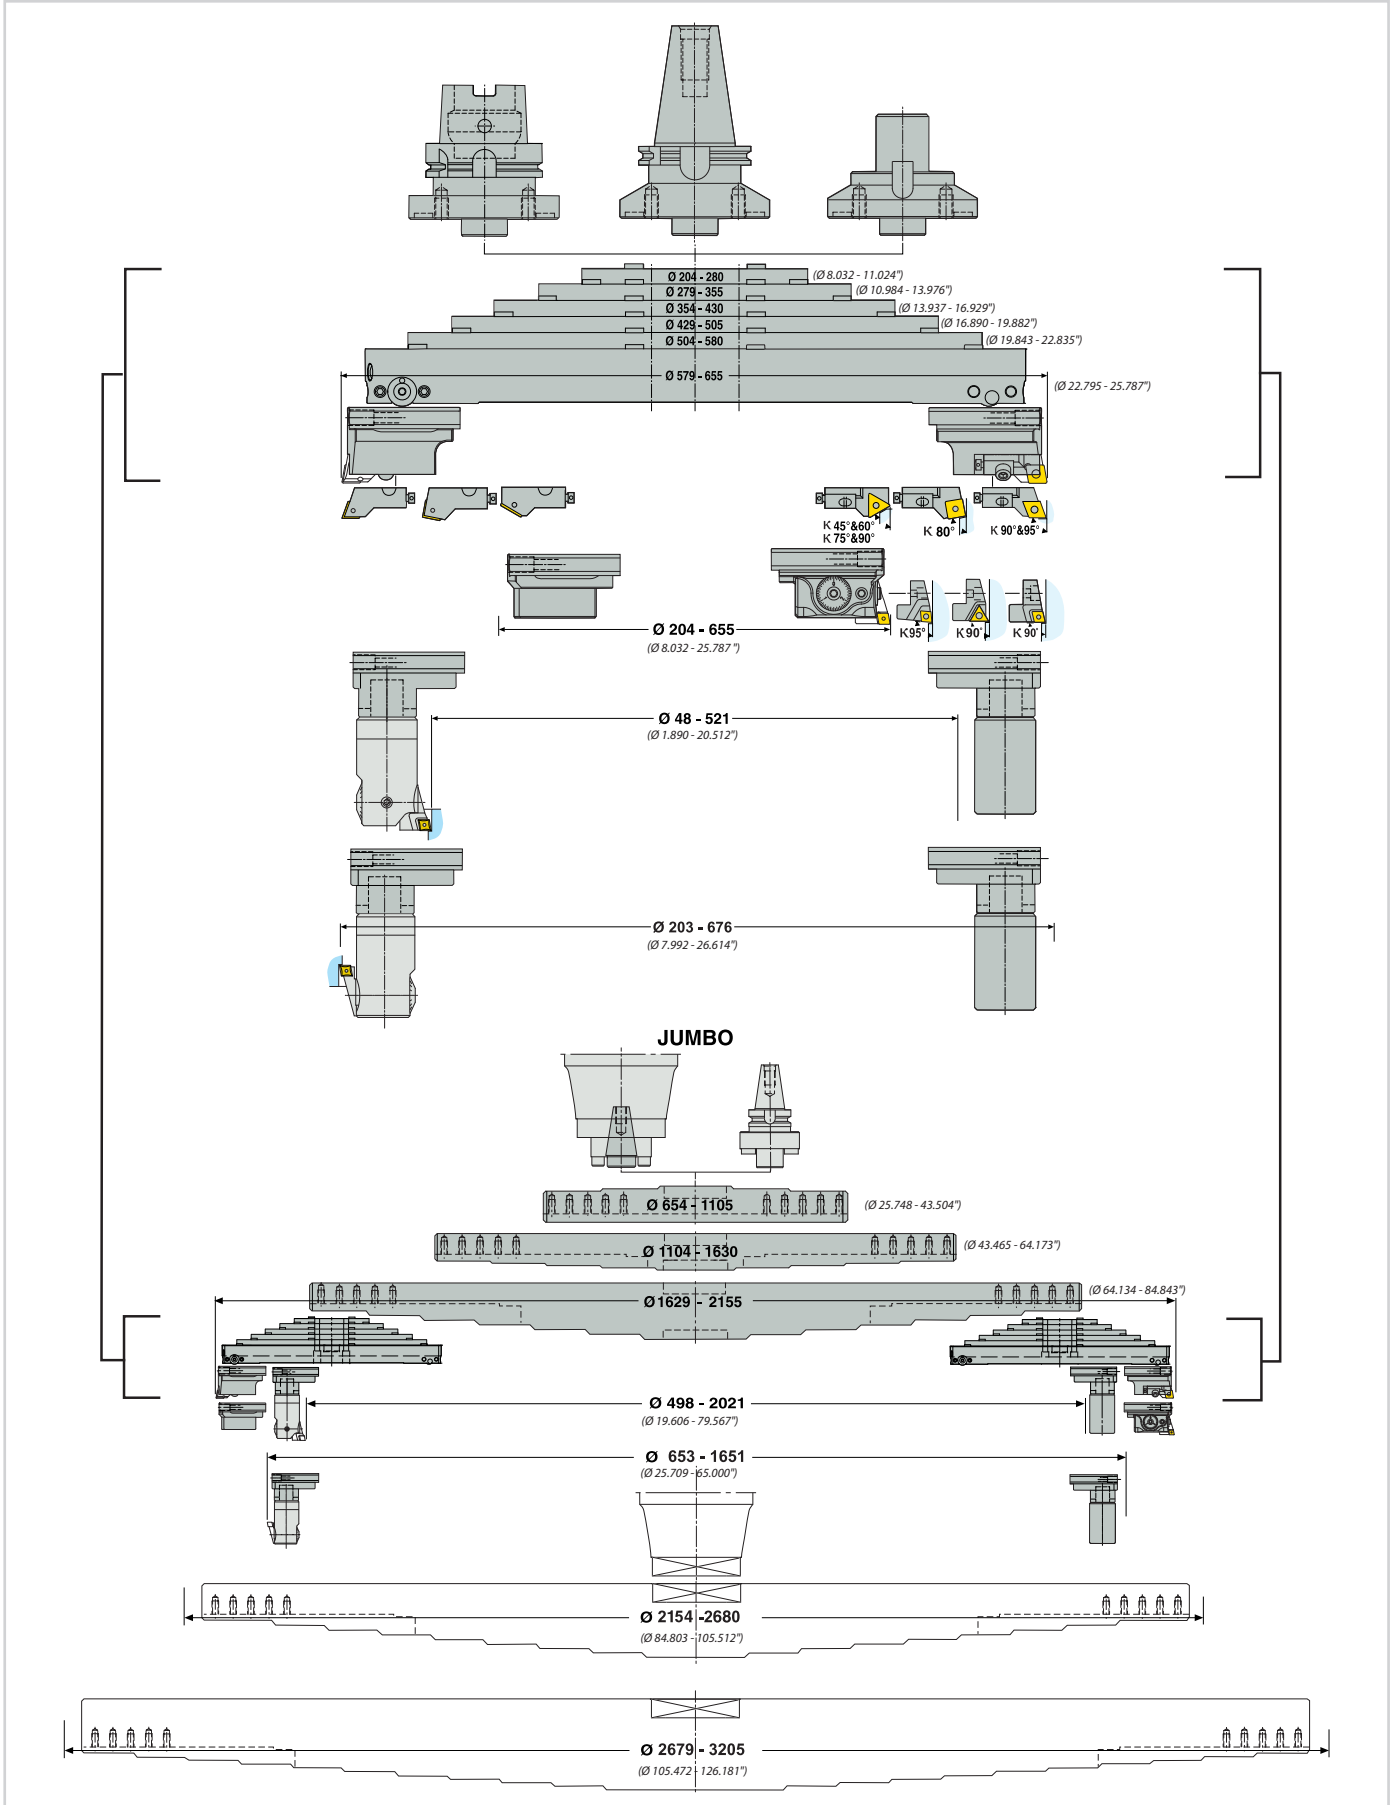 Ø 204 - 280 (Ø 8.032 - 11.024")
Ø 279 - 355 (Ø 10.984 - 13.976")
Ø 354 - 430 (Ø 13.937 - 16.929")
Ø 429 - 505 (Ø 16.890 - 19.882")
Ø 504 - 580 (Ø 19.843 - 22.835")
Ø 579 - 655 (Ø 22.795 - 25.787")
K 45°&60°
K 75°&90°
K 80°
K 90°&95°
K95°
K90°
K 90°
Ø 204 - 655
(Ø 8.032 - 25.787 ")
Ø 48 - 521
(Ø 1.890 - 20.512")
Ø 203 - 676
(Ø 7.992 - 26.614")
JUMBO
Ø 654 - 1105 (Ø 25.748 - 43.504")
Ø 1104 - 1630 (Ø 43.465 - 64.173")
Ø 1629 - 2155 (Ø 64.134 - 84.843")
Ø 498 - 2021
(Ø 19.606 - 79.567")
Ø 653 - 1651
(Ø 25.709 - 65.000")
Ø 2154 - 2680
(Ø 84.803 - 105.512")
Ø 2679 - 3205
(Ø 105.472 - 126.181")